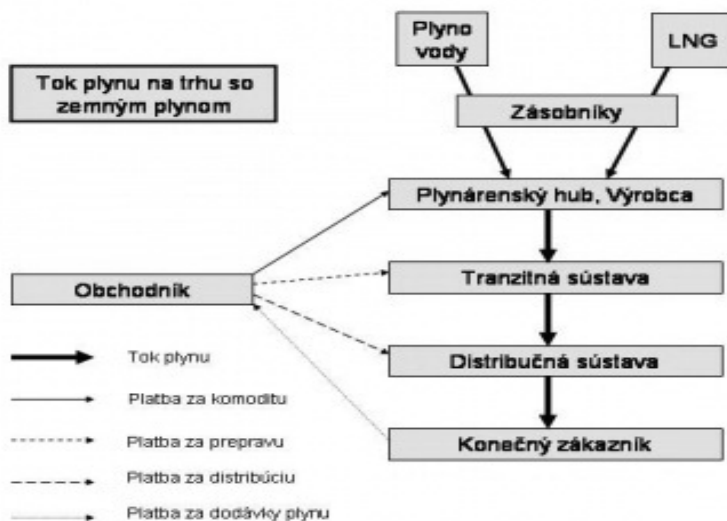 Plyno
vody
LNG
Tok plynu na trhu so
zemným plynom
Zásobníky
Plynárenský hub, Výrobca
Obchodník
Tranzitná sústava
Distribučná sústava
Konečný zákazník
Tok plynu
Platba za komoditu
Platba za prepravu
Platba za distribúciu
Platba za dodávky plynu